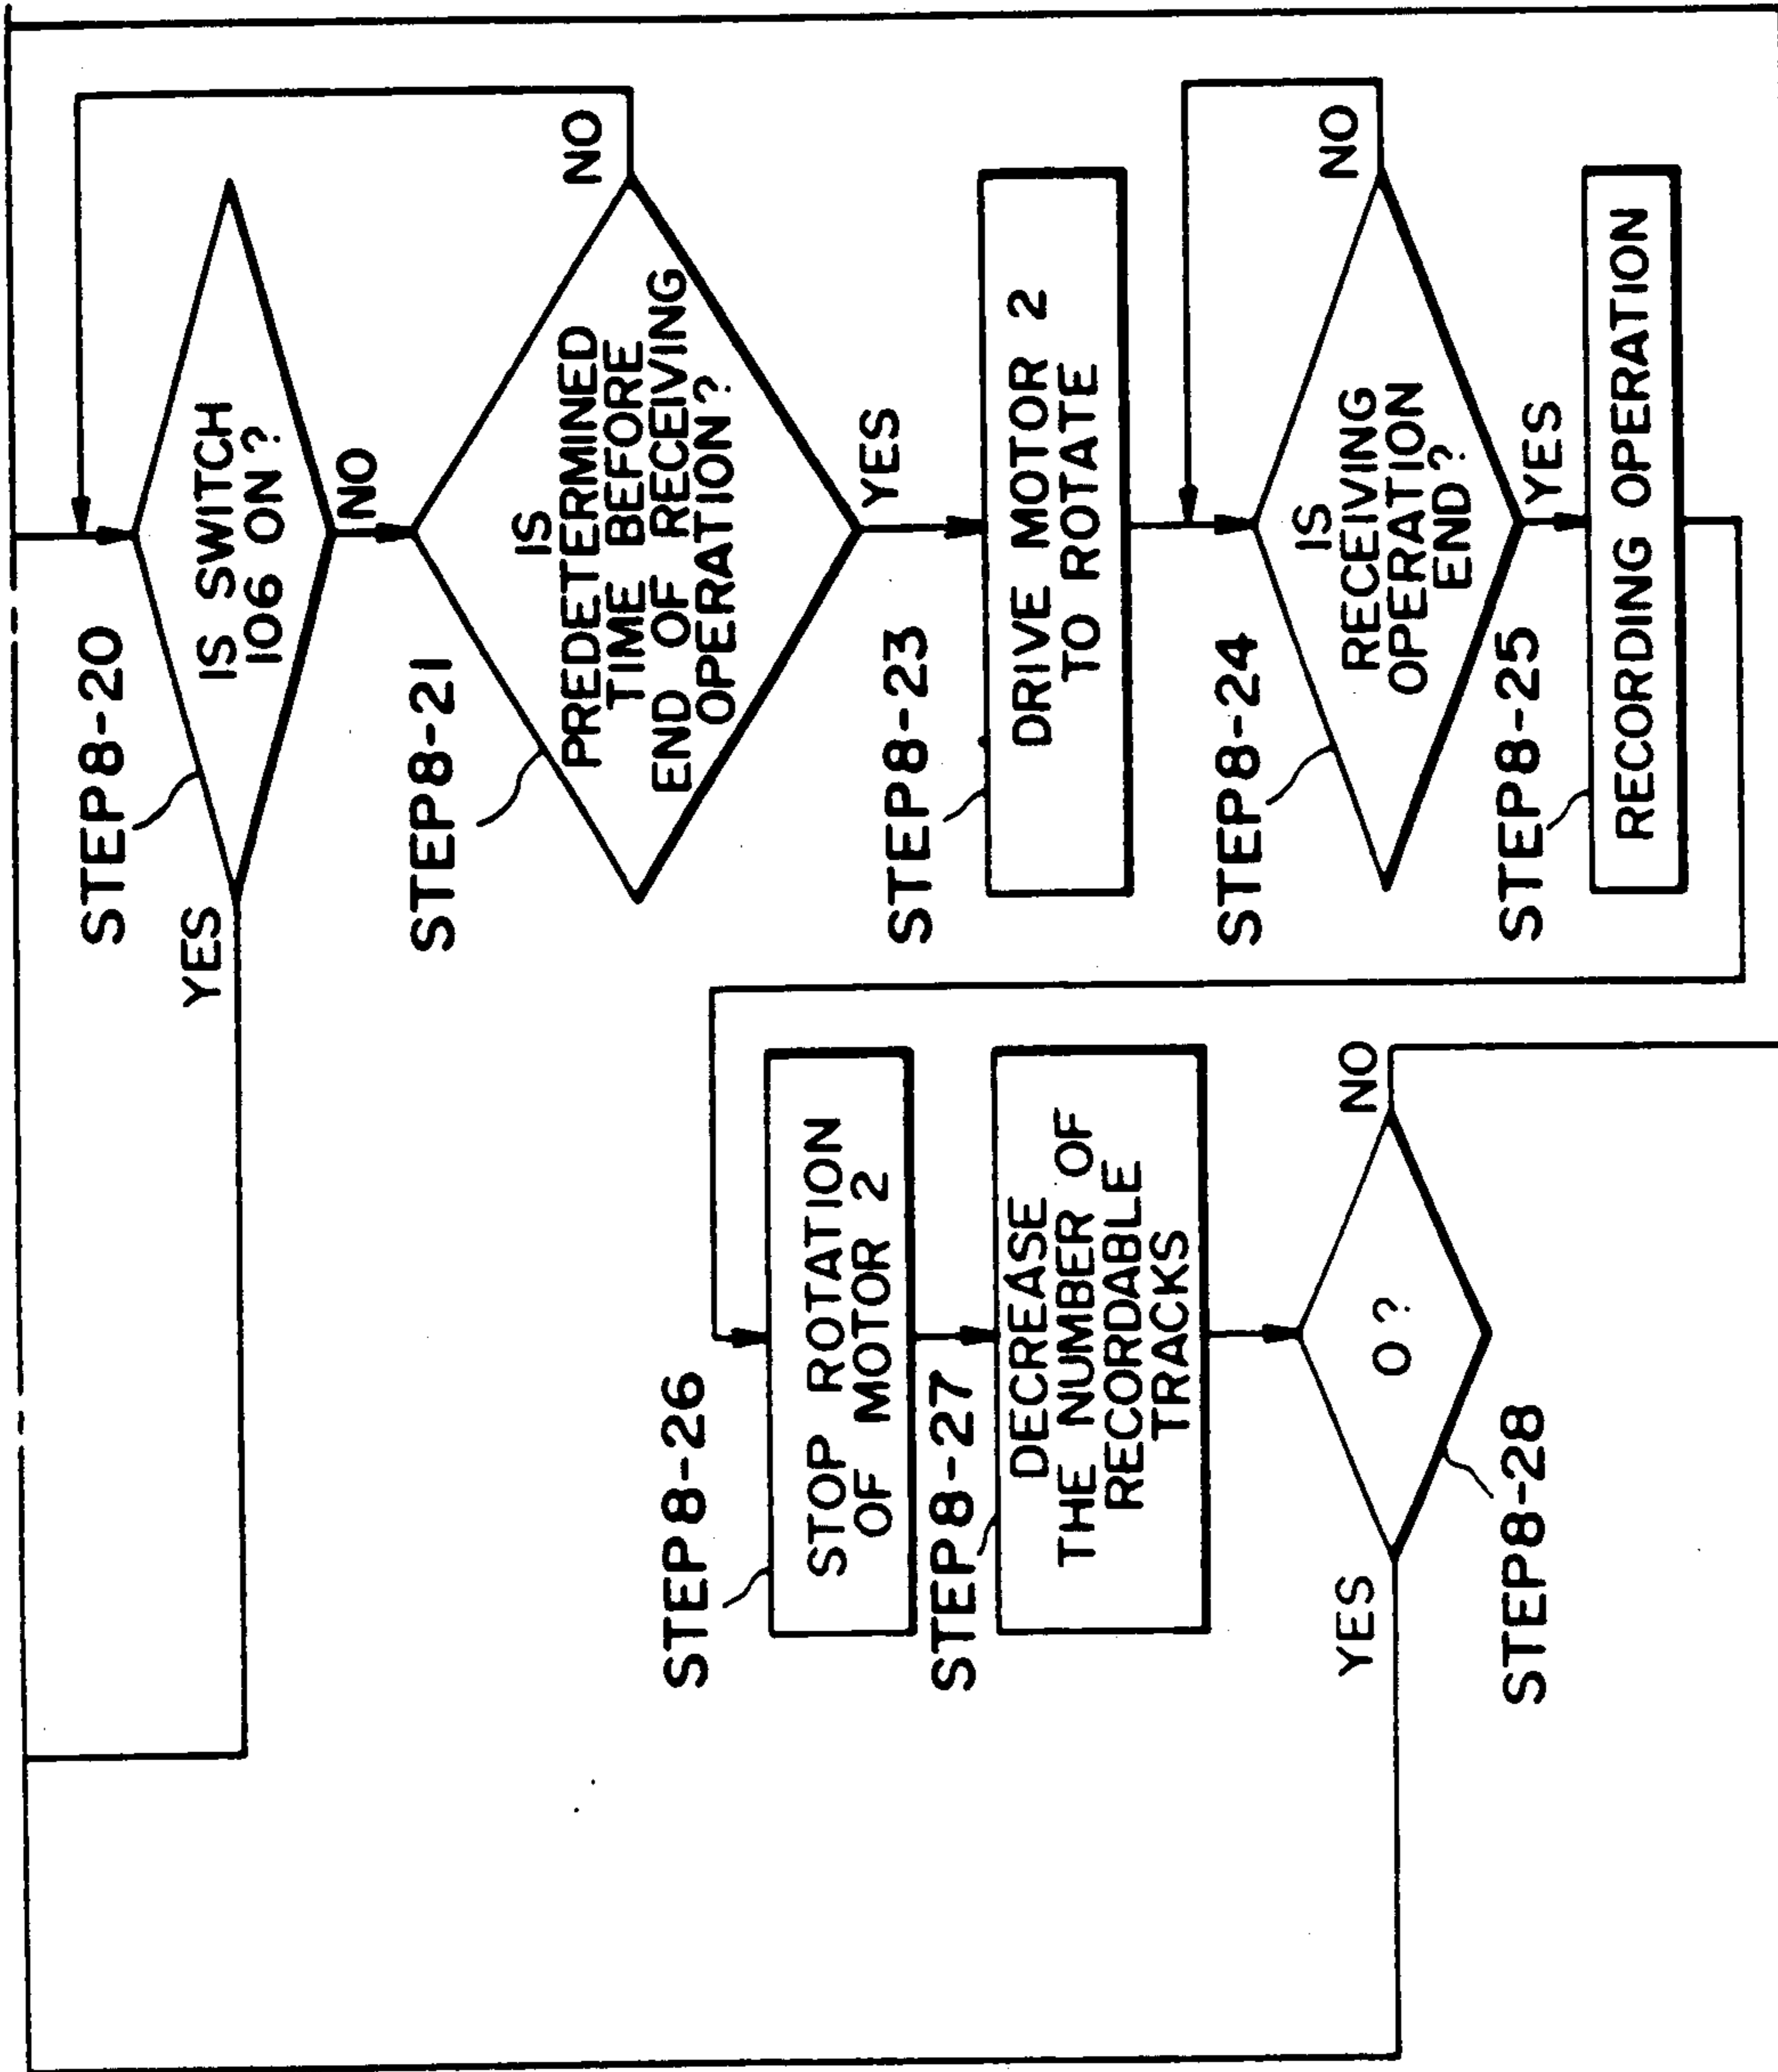 STEP8-20
IS SWITCH
106 ON?
YES
NO
STEP8-21
IS
PREDETERMINED
TIME BEFORE
END OF RECEIVING
OPERATION?
NO
YES
STEP8-23
DRIVE MOTOR 2
TO ROTATE
STEP8-24
IS
RECEIVING
OPERATION
END?
NO
YES
STEP8-25
RECORDING OPERATION
STEP8-26
STOP ROTATION
OF MOTOR 2
STEP8-27
DECREASE
THE NUMBER OF
RECORDABLE
TRACKS
0?
YES
NO
STEP8-28